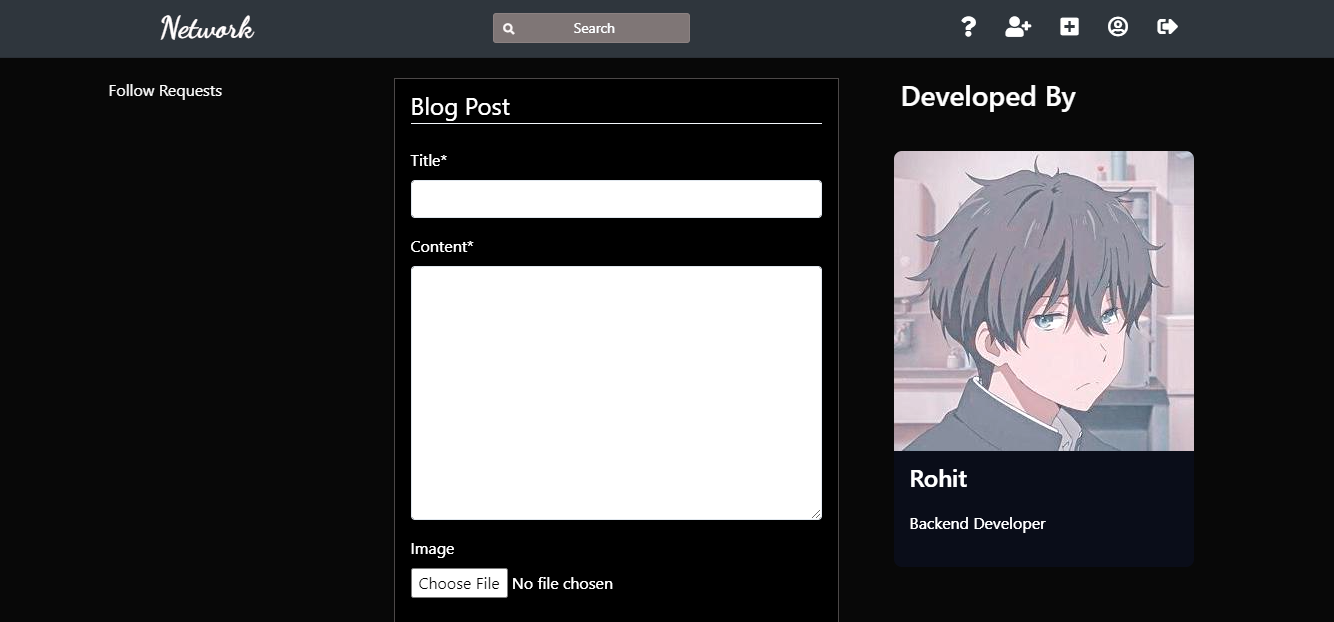 Network
Search
Follow Requests
Blog Post
Title*
Content*
Image
Choose File No file chosen
Developed By
Rohit
Backend Developer